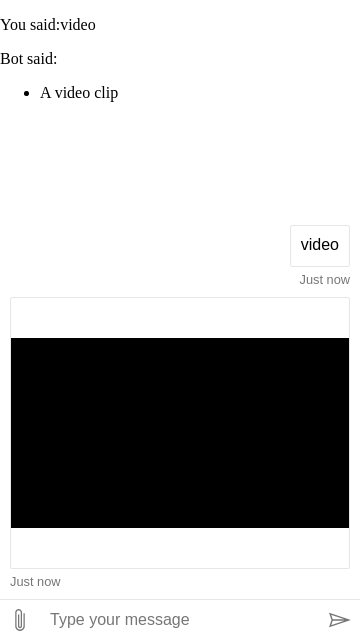 You said:video
Bot said:
A video clip
video
Just now
Just now
Type your message